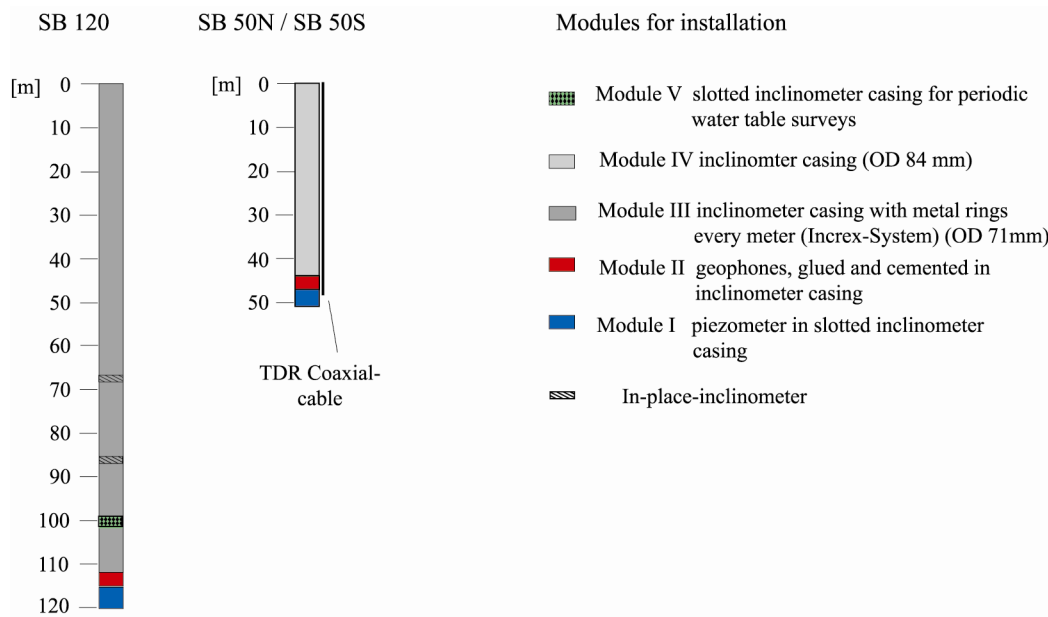 SB 120
SB 50N / SB 50S
Modules for installation
[m]
0
10
20
30
40
50
60
70
80
90
100
110
120
[m]
0
10
20
30
40
50
TDR Coaxial-
cable
Module V slotted inclinometer casing for periodic
water table surveys
Module IV inclinomter casing (OD 84 mm)
Module III inclinometer casing with metal rings
every meter (Increx-System) (OD 71mm)
Module II geophones, glued and cemented in
inclinometer casing
Module I piezometer in slotted inclinometer
casing
In-place-inclinometer